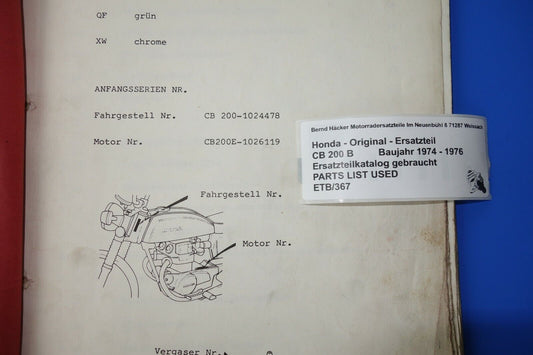 QF grün
XW chrome
ANFANGSSERIEN NR.
Fahrgestell Nr. CB 200-1024478
Motor Nr. CB200E-1026119
Bernd Häcker Motorradersatzteile Im Neuenbühl 6 71287 Weissach
Honda - Original - Ersatzteil
CB 200 B Baujahr 1974 - 1976
Ersatzteilkatalog gebraucht
PARTS LIST USED
ETB/367
Fahrgestell Nr.
Motor Nr.
Vergaser Nr.